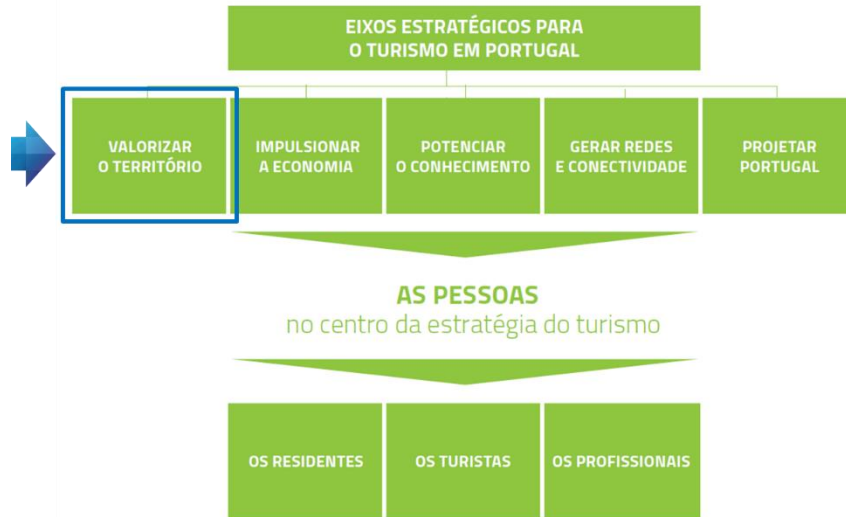 EIXOS ESTRATÉGICOS PARA
O TURISMO EM PORTUGAL
VALORIZAR
O TERRITÓRIO
IMPULSIONAR
A ECONOMIA
POTENCIAR
O CONHECIMENTO
GERAR REDES
E CONECTIVIDADE
PROJETAR
PORTUGAL
AS PESSOAS
no centro da estratégia do turismo
OS RESIDENTES
OS TURISTAS
OS PROFISSIONAIS